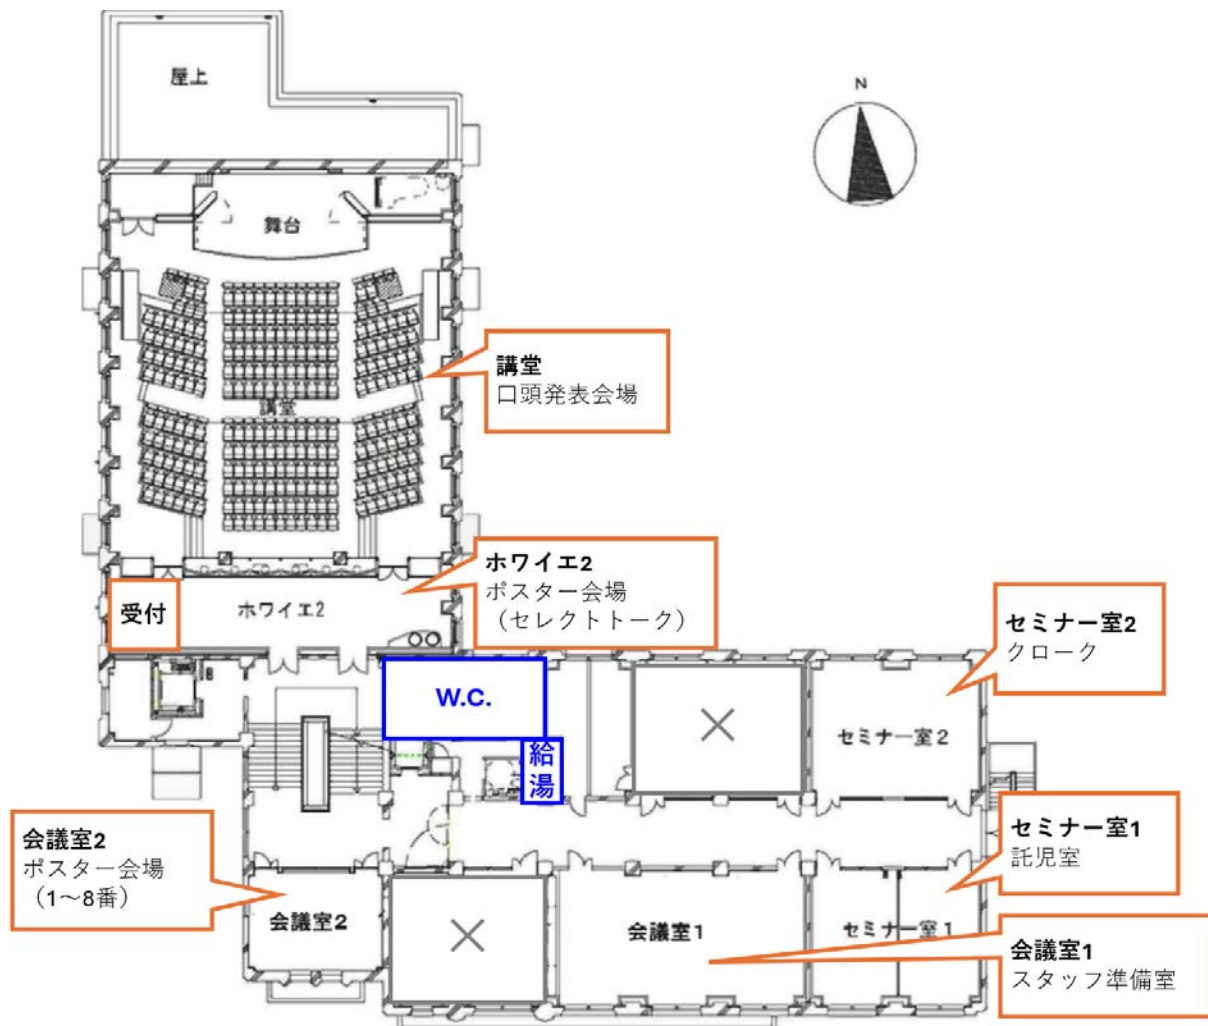 屋上
N
舞台
講堂
口頭発表会場
講堂
ホワイエ2
ポスター会場
（セレクトトーク）
受付
ホワイエ2
セミナー室2
クローク
W.C.
×
セミナー室2
給
湯
セミナー室1
託児室
会議室2
ポスター会場
（1～8番）
会議室2
×
会議室1
セミナー室1
会議室1
スタッフ準備室